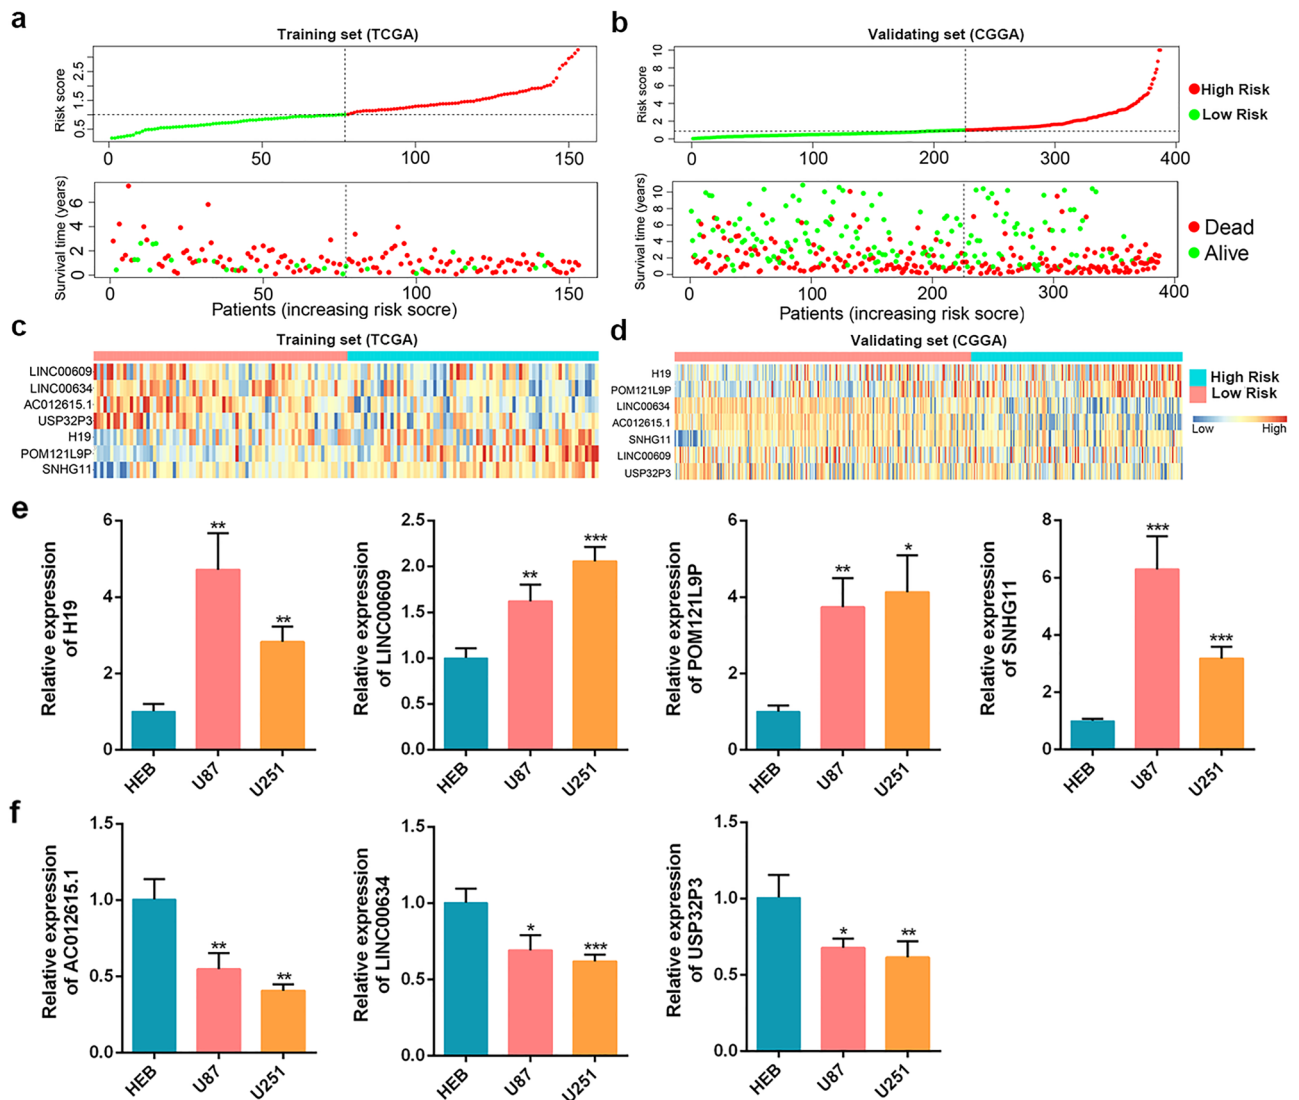 a
Training set (TCGA)
Risk score
0.5
1.5
2.5
0
50
100
150
Survival time (years)
0
2
4
6
0
50
100
150
Patients (increasing risk socre)
b
Validating set (CGGA)
Risk score
0
2
4
6
8
10
0
100
200
300
400
High Risk
Low Risk
Survival time (years)
0
2
4
6
8
10
0
100
200
300
400
Patients (increasing risk socre)
Dead
Alive
c
Training set (TCGA)
LINC00609
LINC00634
AC012615.1
USP32P3
H19
POM121L9P
SNHG11
d
Validating set (CGGA)
H19
POM121L9P
LINC00634
AC012615.1
SNHG11
LINC00609
USP32P3
High Risk
Low Risk
Low
High
e
Relative expression
of H19
0
2
4
6
**
**
HEB
U87
U251
Relative expression
of LINC00609
0.0
0.5
1.0
1.5
2.0
2.5
**
***
HEB
U87
U251
Relative expression
of POM121L9P
0
2
4
6
**
*
HEB
U87
U251
Relative expression
of SNHG11
0
2
4
6
8
***
***
HEB
U87
U251
f
Relative expression
of AC012615.1
0.0
0.5
1.0
1.5
**
**
HEB
U87
U251
Relative expression
of LINC00634
0.0
0.5
1.0
1.5
*
***
HEB
U87
U251
Relative expression
of USP32P3
0.0
0.5
1.0
1.5
*
**
HEB
U87
U251